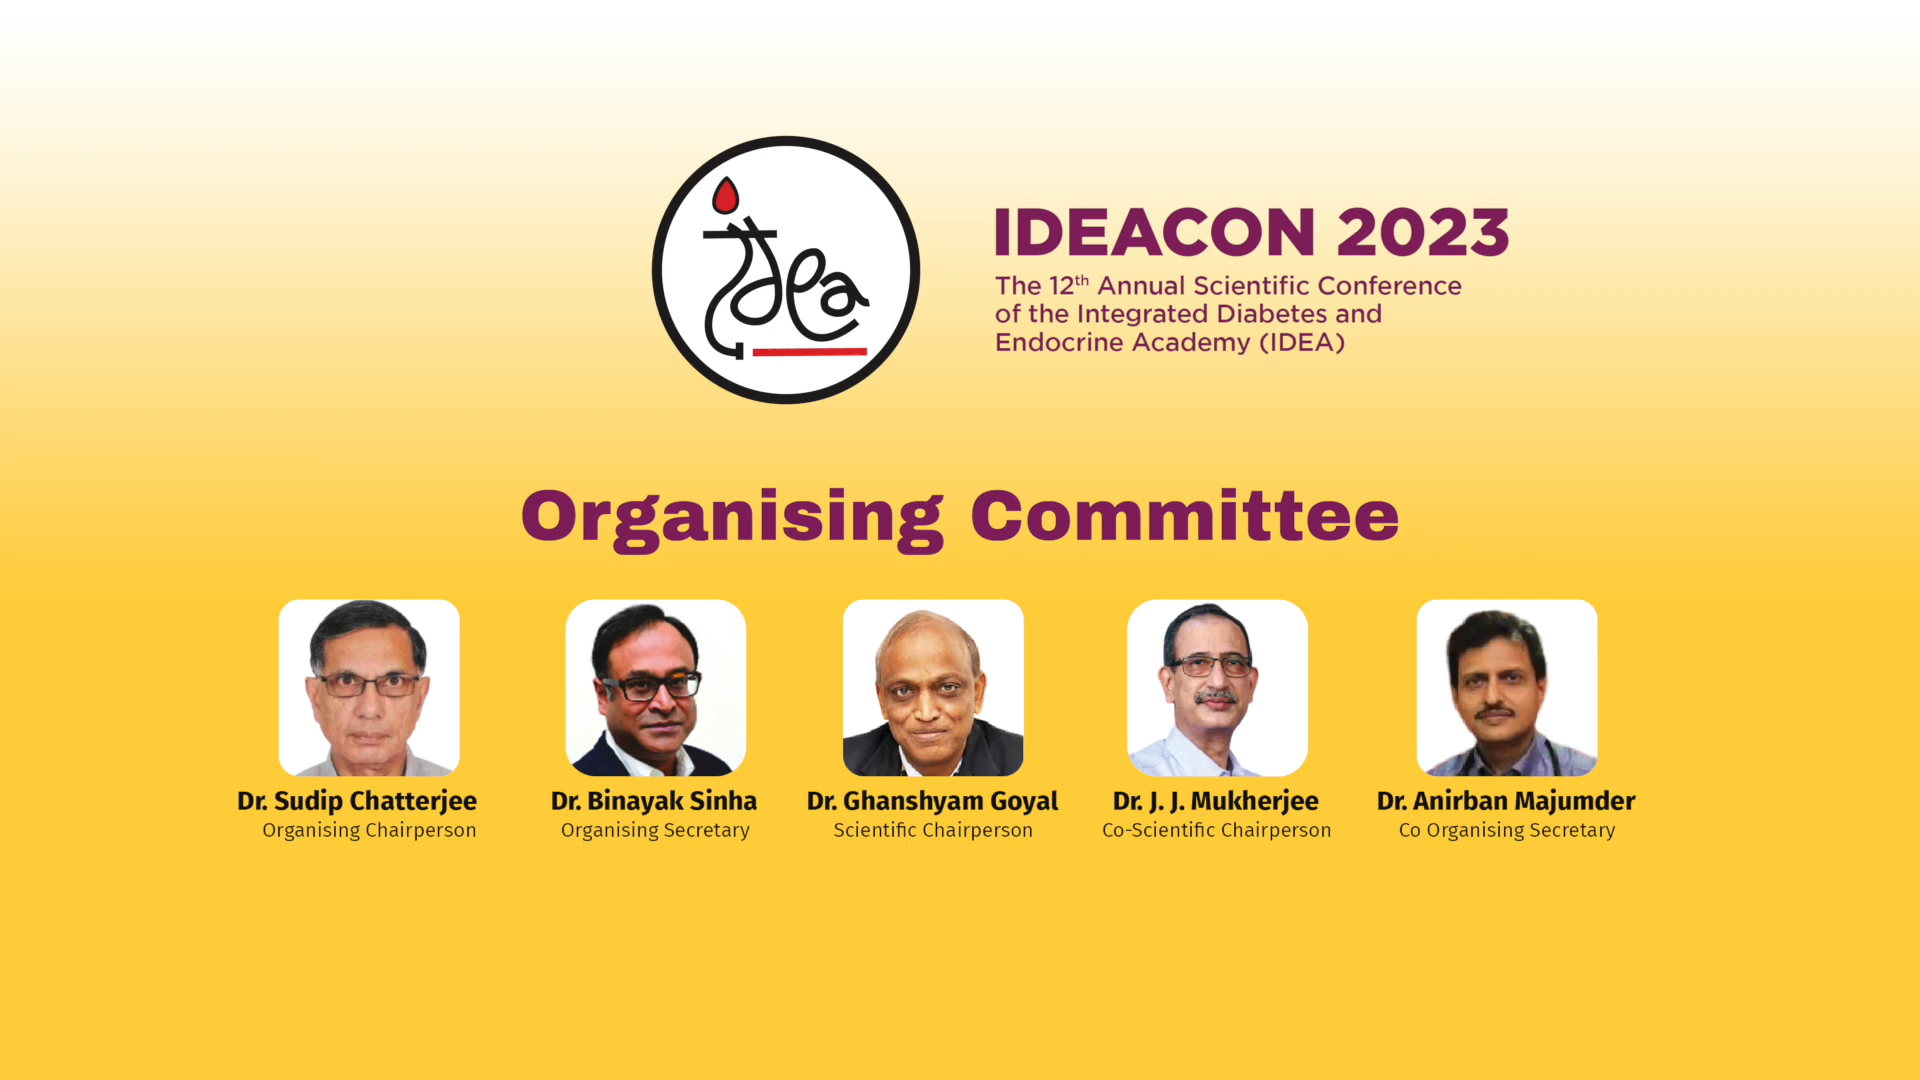 Idea
IDEACON 2023
The 12th Annual Scientific Conference
of the Integrated Diabetes and
Endocrine Academy (IDEA)
Organising Committee
Dr. Sudip Chatterjee
Organising Chairperson
Dr. Binayak Sinha
Organising Secretary
Dr. Ghanshyam Goyal
Scientific Chairperson
Dr. J. J. Mukherjee
Co-Scientific Chairperson
Dr. Anirban Majumder
Co Organising Secretary